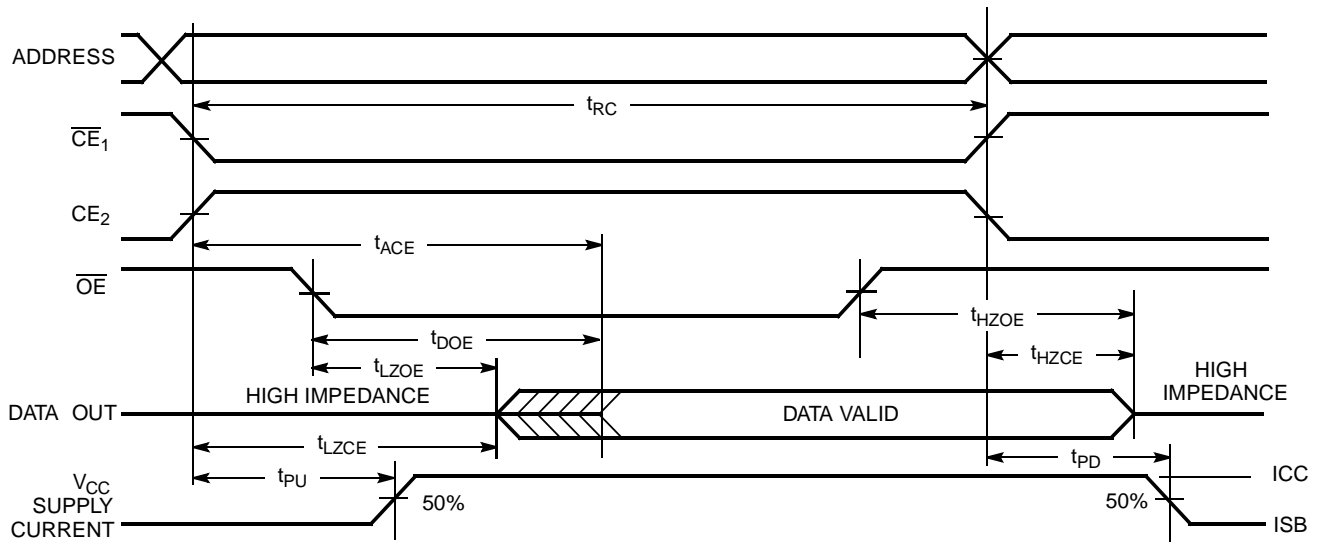 ADDRESS
tRC
CE1
CE2
tACE
OE
tHZOE
tDOE
tHZCE
tLZOE
HIGH IMPEDANCE
HIGH
IMPEDANCE
DATA OUT
DATA VALID
tLZCE
tPD
tPU
VCC
SUPPLY
CURRENT
50%
50%
ICC
ISB